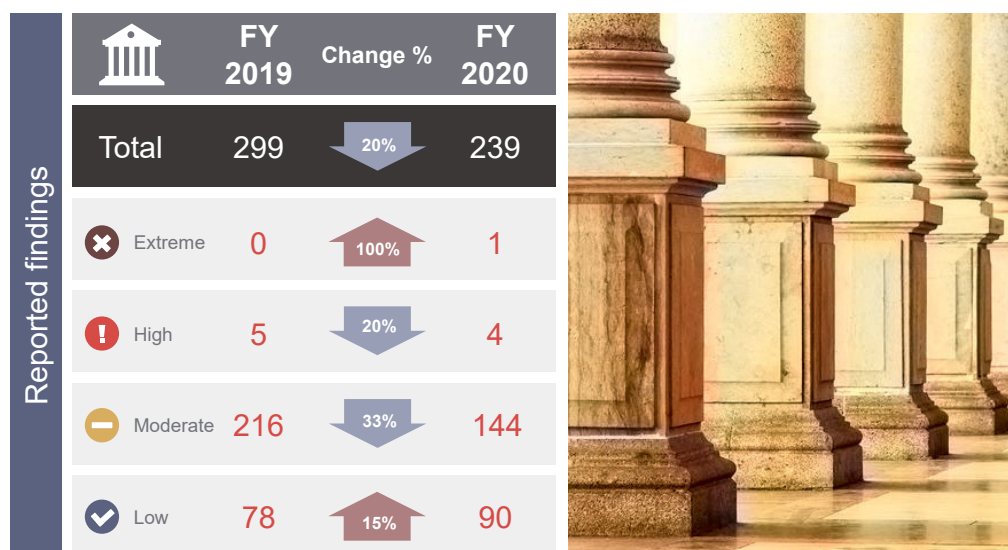 Reported findings
FY 2019 Change % FY 2020
Total 299 20% 239
Extreme 0 100% 1
High 5 20% 4
Moderate 216 33% 144
Low 78 15% 90